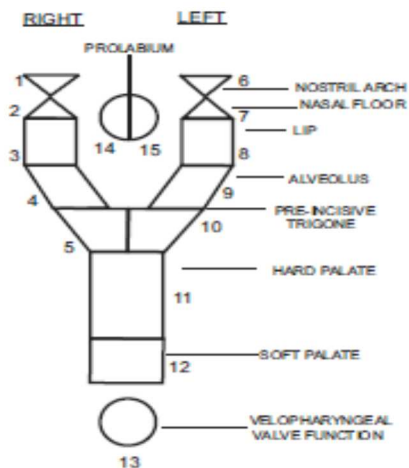 RIGHT LEFT
PROLABIUM
1 6
NOSTRIL ARCH
NASAL FLOOR
2 7
14 15
LIP
3 8
ALVEOLUS
4 9
PRE-INCISIVE
TRIGONE
5 10
HARD PALATE
11
SOFT PALATE
12
VELOPHARYNGEAL
VALVE FUNCTION
13